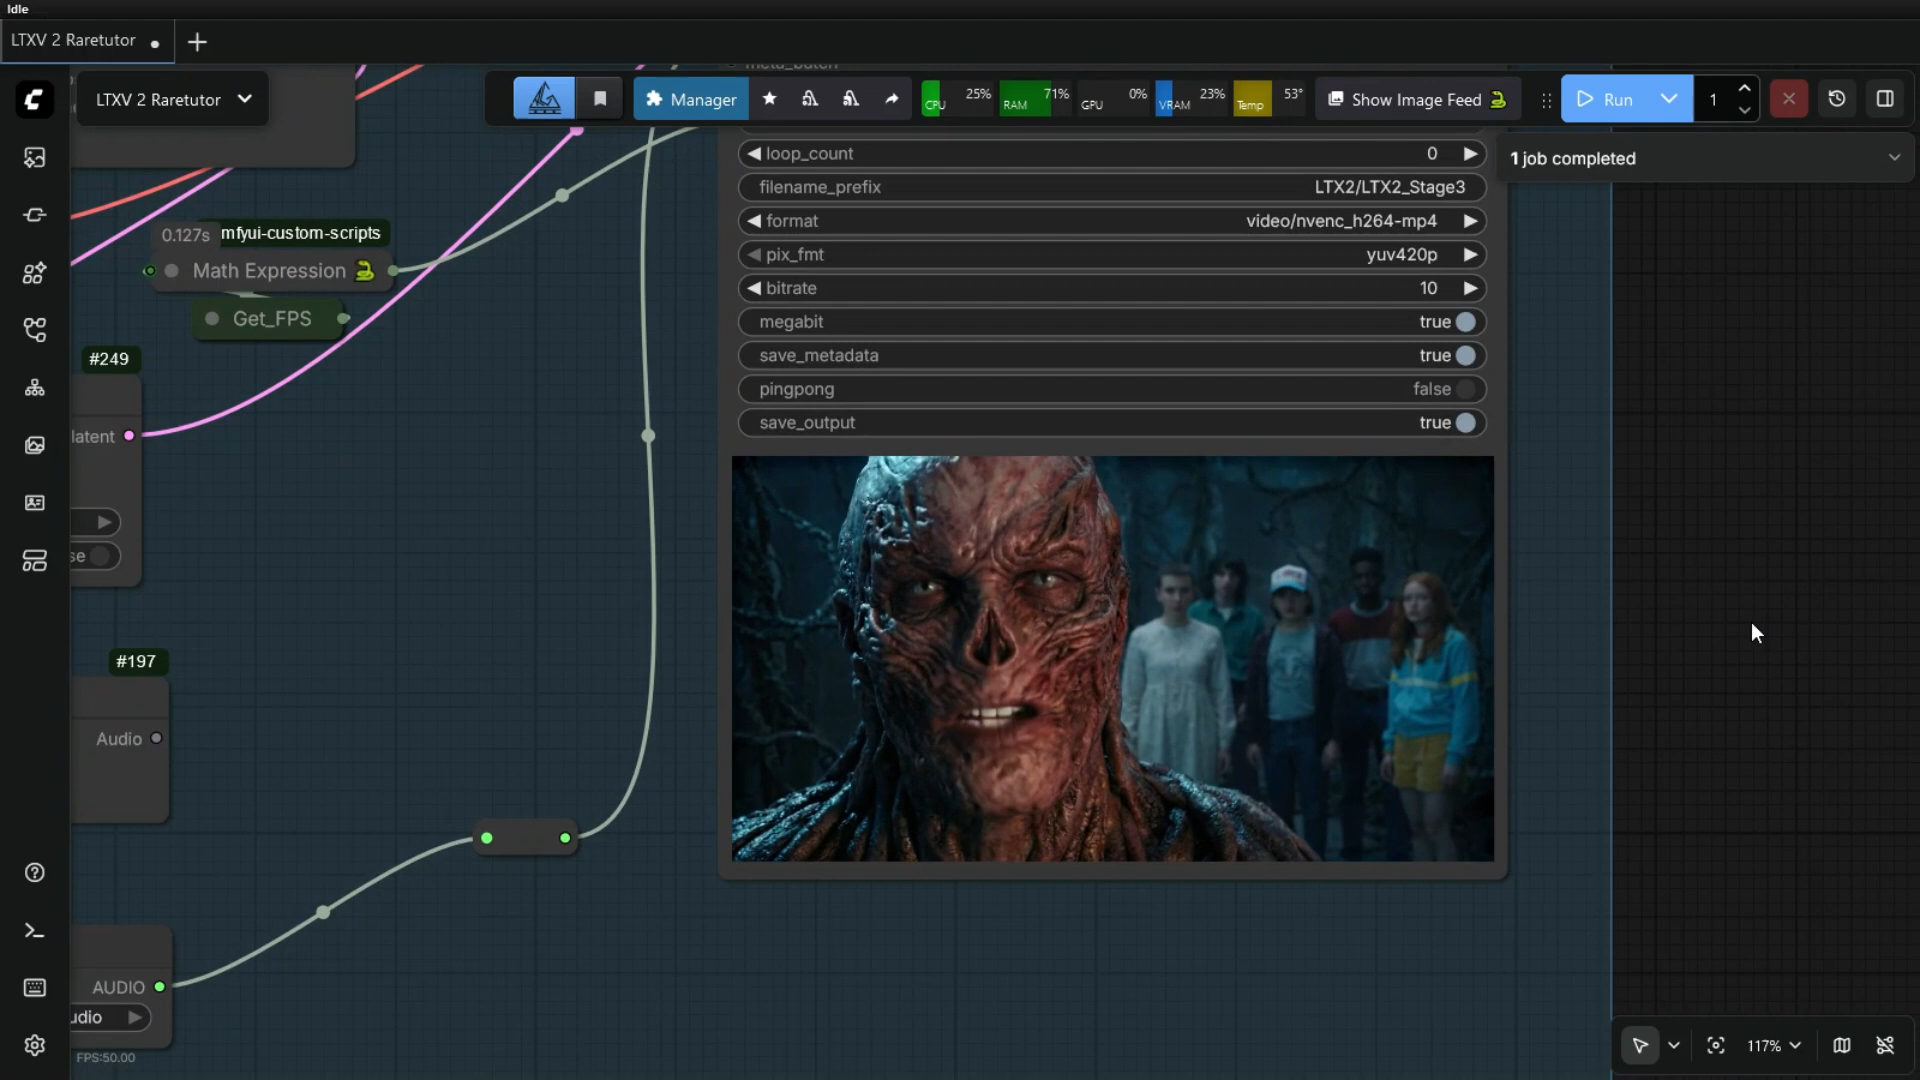 Idle
LTXV 2 Raretutor
LTXV 2 Raretutor
Manager
CPU 25%
RAM 71%
GPU 0%
VRAM 23%
Temp 53°
Show Image Feed
Run
1
1 job completed
meta_batch
loop_count 0
filename_prefix LTX2/LTX2_Stage3
format video/nvenc_h264-mp4
pix_fmt yuv420p
bitrate 10
megabit true
save_metadata true
pingpong false
save_output true
0.127s mfyui-custom-scripts
Math Expression
Get_FPS
#249
latent
se
#197
Audio
AUDIO
udio
FPS:50.00
117%